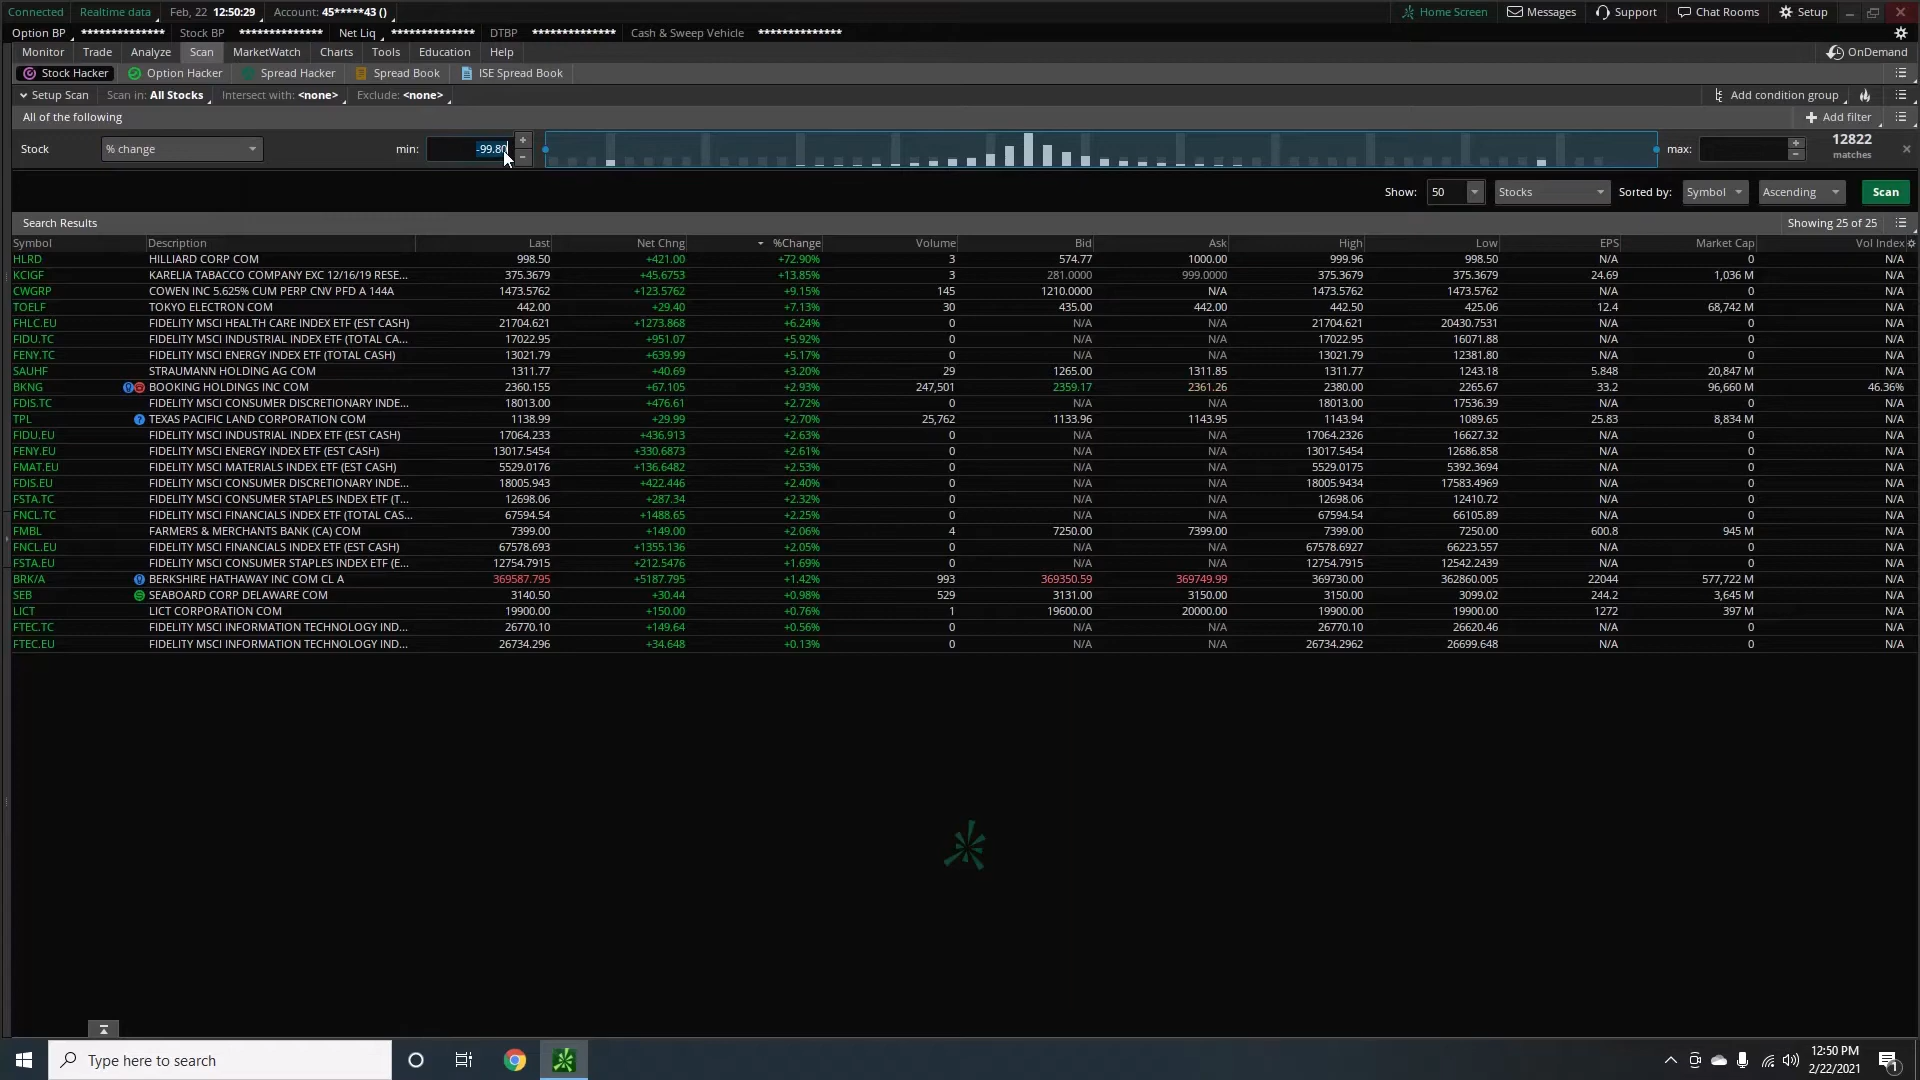 Connected Realtime data Feb, 22 12:50:29 Account: 45*****43 () Home Screen Messages Support Chat Rooms Setup
Option BP ************** Stock BP ************** Net Liq ************** DTBP ************** Cash & Sweep Vehicle **************
Monitor Trade Analyze Scan MarketWatch Charts Tools Education Help OnDemand
Stock Hacker Option Hacker Spread Hacker Spread Book ISE Spread Book
Setup Scan Scan in: All Stocks Intersect with: <none> Exclude: <none> Add condition group
All of the following Add filter
Stock % change min: -99.80 max: 12822
matches
Show: 50 Stocks Sorted by: Symbol Ascending Scan
Search Results Showing 25 of 25
Symbol Description Last Net Chng %Change Volume Bid Ask High Low EPS Market Cap Vol Index
HLRD HILLIARD CORP COM 998.50 +421.00 +72.90% 3 574.77 1000.00 999.96 998.50 N/A 0 N/A
KCIGF KARELIA TABACCO COMPANY EXC 12/16/19 RESE... 375.3679 +45.6753 +13.85% 3 281.0000 999.0000 375.3679 375.3679 24.69 1,036 M N/A
CWGRP COWEN INC 5.625% CUM PERP CNV PFD A 144A 1473.5762 +123.5762 +9.15% 145 1210.0000 N/A 1473.5762 1473.5762 N/A 0 N/A
TOELF TOKYO ELECTRON COM 442.00 +29.40 +7.13% 30 435.00 442.00 442.50 425.06 12.4 68,742 M N/A
FHLC.EU FIDELITY MSCI HEALTH CARE INDEX ETF (EST CASH) 21704.621 +1273.868 +6.24% 0 N/A N/A 21704.621 20430.7531 N/A 0 N/A
FIDU.TC FIDELITY MSCI INDUSTRIAL INDEX ETF (TOTAL CA... 17022.95 +951.07 +5.92% 0 N/A N/A 17022.95 16071.88 N/A 0 N/A
FENY.TC FIDELITY MSCI ENERGY INDEX ETF (TOTAL CASH) 13021.79 +639.99 +5.17% 0 N/A N/A 13021.79 12381.80 N/A 0 N/A
SAUHF STRAUMANN HOLDING AG COM 1311.77 +40.69 +3.20% 29 1265.00 1311.85 1311.77 1243.18 5.848 20,847 M N/A
BKNG BOOKING HOLDINGS INC COM 2360.155 +67.105 +2.93% 247,501 2359.17 2361.26 2380.00 2265.67 33.2 96,660 M 46.36%
FDIS.TC FIDELITY MSCI CONSUMER DISCRETIONARY INDE... 18013.00 +476.61 +2.72% 0 N/A N/A 18013.00 17536.39 N/A 0 N/A
TPL TEXAS PACIFIC LAND CORPORATION COM 1138.99 +29.99 +2.70% 25,762 1133.96 1143.95 1143.94 1089.65 25.83 8,834 M N/A
FIDU.EU FIDELITY MSCI INDUSTRIAL INDEX ETF (EST CASH) 17064.233 +436.913 +2.63% 0 N/A N/A 17064.2326 16627.32 N/A 0 N/A
FENY.EU FIDELITY MSCI ENERGY INDEX ETF (EST CASH) 13017.5454 +330.6873 +2.61% 0 N/A N/A 13017.5454 12686.858 N/A 0 N/A
FMAT.EU FIDELITY MSCI MATERIALS INDEX ETF (EST CASH) 5529.0176 +136.6482 +2.53% 0 N/A N/A 5529.0175 5392.3694 N/A 0 N/A
FDIS.EU FIDELITY MSCI CONSUMER DISCRETIONARY INDE... 18005.943 +422.446 +2.40% 0 N/A N/A 18005.9434 17583.4969 N/A 0 N/A
FSTA.TC FIDELITY MSCI CONSUMER STAPLES INDEX ETF (T... 12698.06 +287.34 +2.32% 0 N/A N/A 12698.06 12410.72 N/A 0 N/A
FNCL.TC FIDELITY MSCI FINANCIALS INDEX ETF (TOTAL CAS... 67594.54 +1488.65 +2.25% 0 N/A N/A 67594.54 66105.89 N/A 0 N/A
FMBL FARMERS & MERCHANTS BANK (CA) COM 7399.00 +149.00 +2.06% 4 7250.00 7399.00 7399.00 7250.00 600.8 945 M N/A
FNCL.EU FIDELITY MSCI FINANCIALS INDEX ETF (EST CASH) 67578.693 +1355.136 +2.05% 0 N/A N/A 67578.6927 66223.557 N/A 0 N/A
FSTA.EU FIDELITY MSCI CONSUMER STAPLES INDEX ETF (E... 12754.7915 +212.5476 +1.69% 0 N/A N/A 12754.7915 12542.2439 N/A 0 N/A
BRK/A BERKSHIRE HATHAWAY INC COM CL A 369587.795 +5187.795 +1.42% 993 369350.59 369749.99 369730.00 362860.005 22044 577,722 M N/A
SEB SEABOARD CORP DELAWARE COM 3140.50 +30.44 +0.98% 529 3131.00 3150.00 3150.00 3099.02 244.2 3,645 M N/A
LICT LICT CORPORATION COM 19900.00 +150.00 +0.76% 1 19600.00 20000.00 19900.00 19900.00 1272 397 M N/A
FTEC.TC FIDELITY MSCI INFORMATION TECHNOLOGY IND... 26770.10 +149.64 +0.56% 0 N/A N/A 26770.10 26620.46 N/A 0 N/A
FTEC.EU FIDELITY MSCI INFORMATION TECHNOLOGY IND... 26734.296 +34.648 +0.13% 0 N/A N/A 26734.2962 26699.648 N/A 0 N/A
Type here to search 12:50 PM
2/22/2021 1